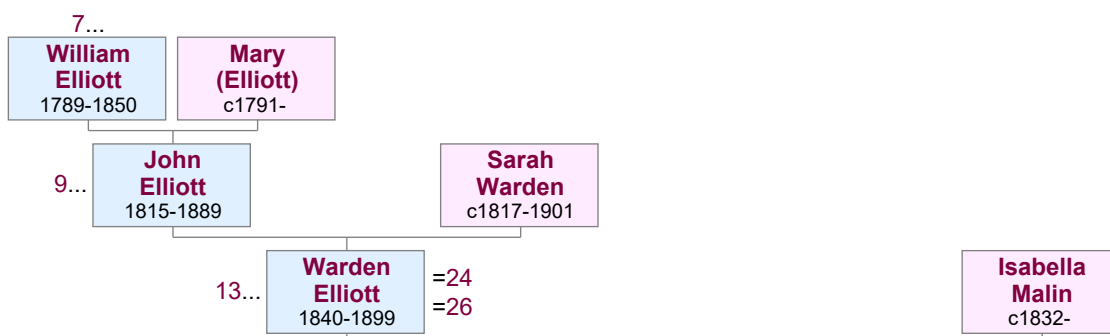 7...
William
Elliott
1789-1850
Mary
(Elliott)
c1791-
9...
John
Elliott
1815-1889
Sarah
Warden
c1817-1901
13...
Warden
Elliott
1840-1899
=24
=26
Isabella
Malin
c1832-